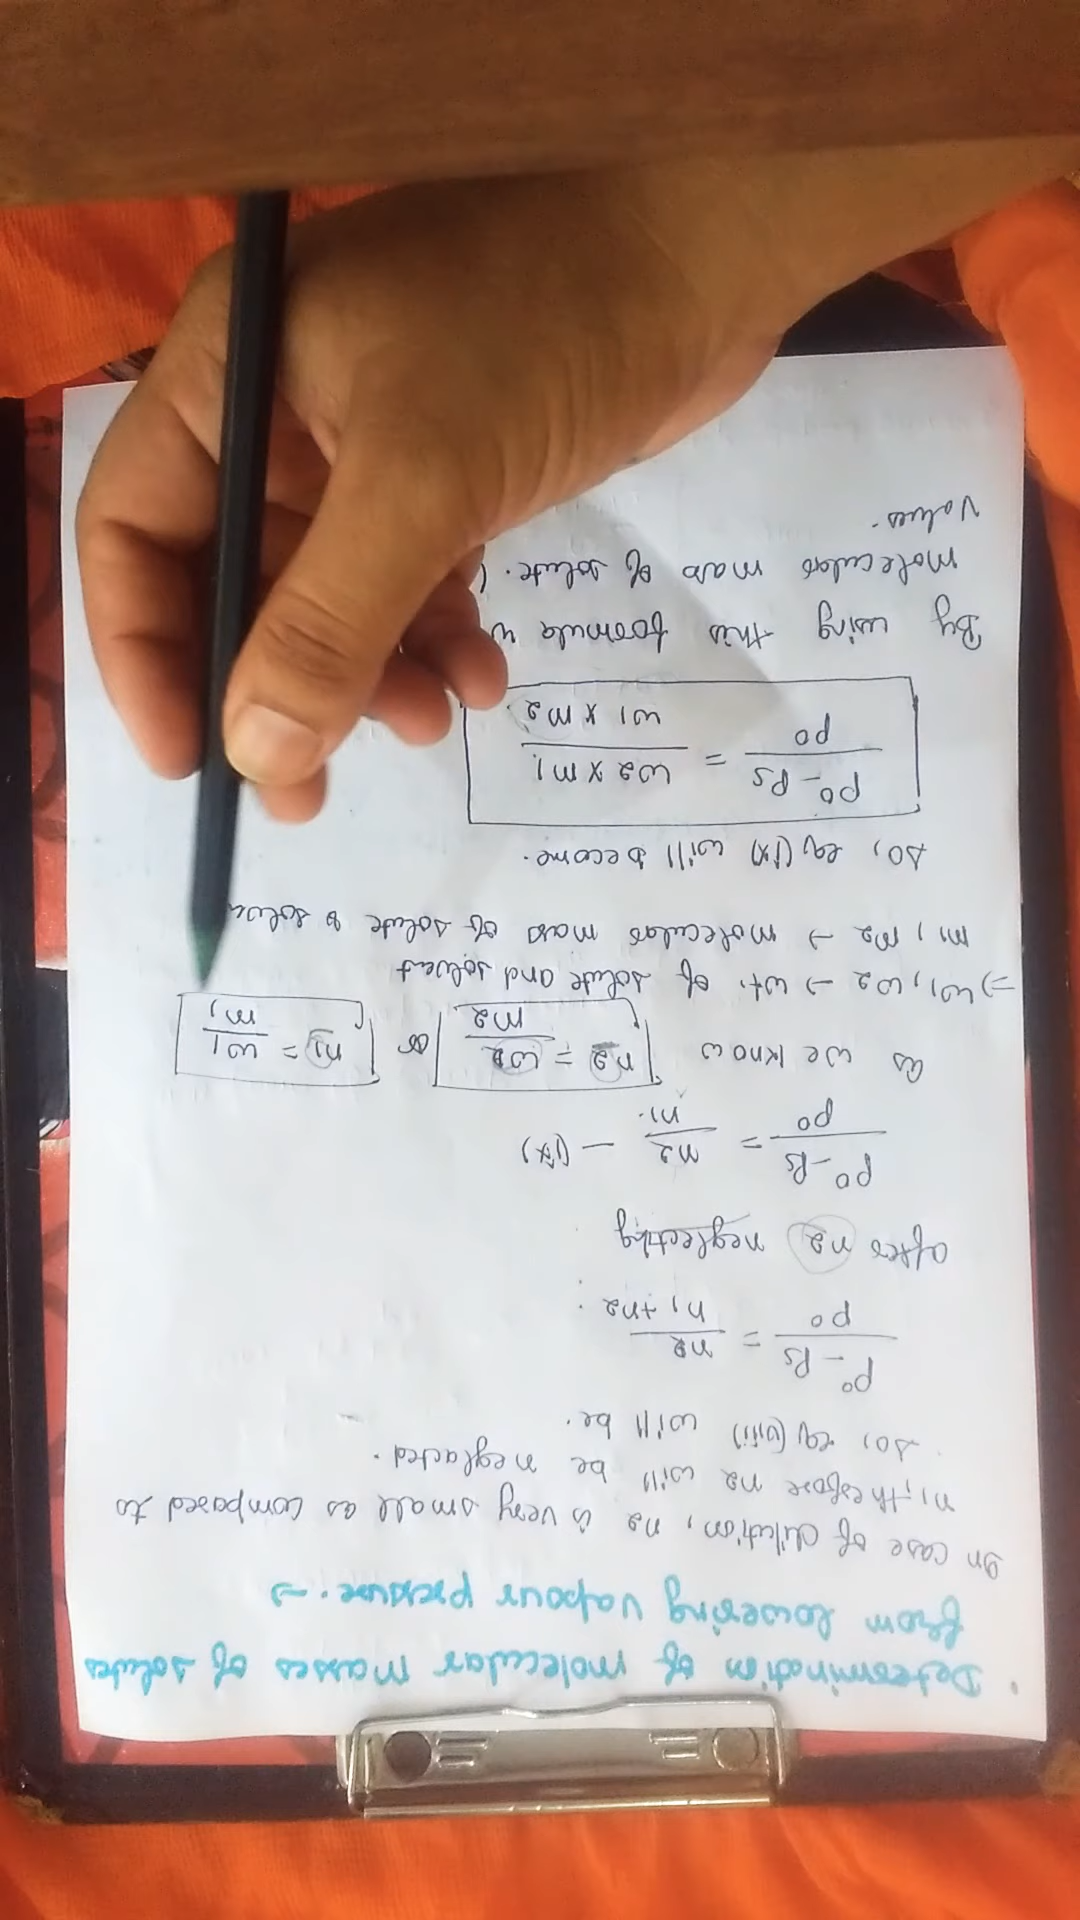 • Determination of molecular masses of solutes
from lowering vapour pressure. →
In case of dilution, n2 is very small as compared to
n1, therefore n2 will be neglacted.
so, eq (viii) will be.
p° - Ps / p° = n2 / n1 + n2
after n2 neglecting
p° - Ps / p° = n2 / n1 - (ix)
as we know n2 = w2 / m2 or n1 = w1 / m1
⇒ w1, w2 → wt. of solute and solvent
m1, m2 → molecular mass of solute &
so, eq (ix) will become.
p° - Ps / p° = w2 x m1 / w1 x m2
By using this formula
molecular mass of solute.
values.